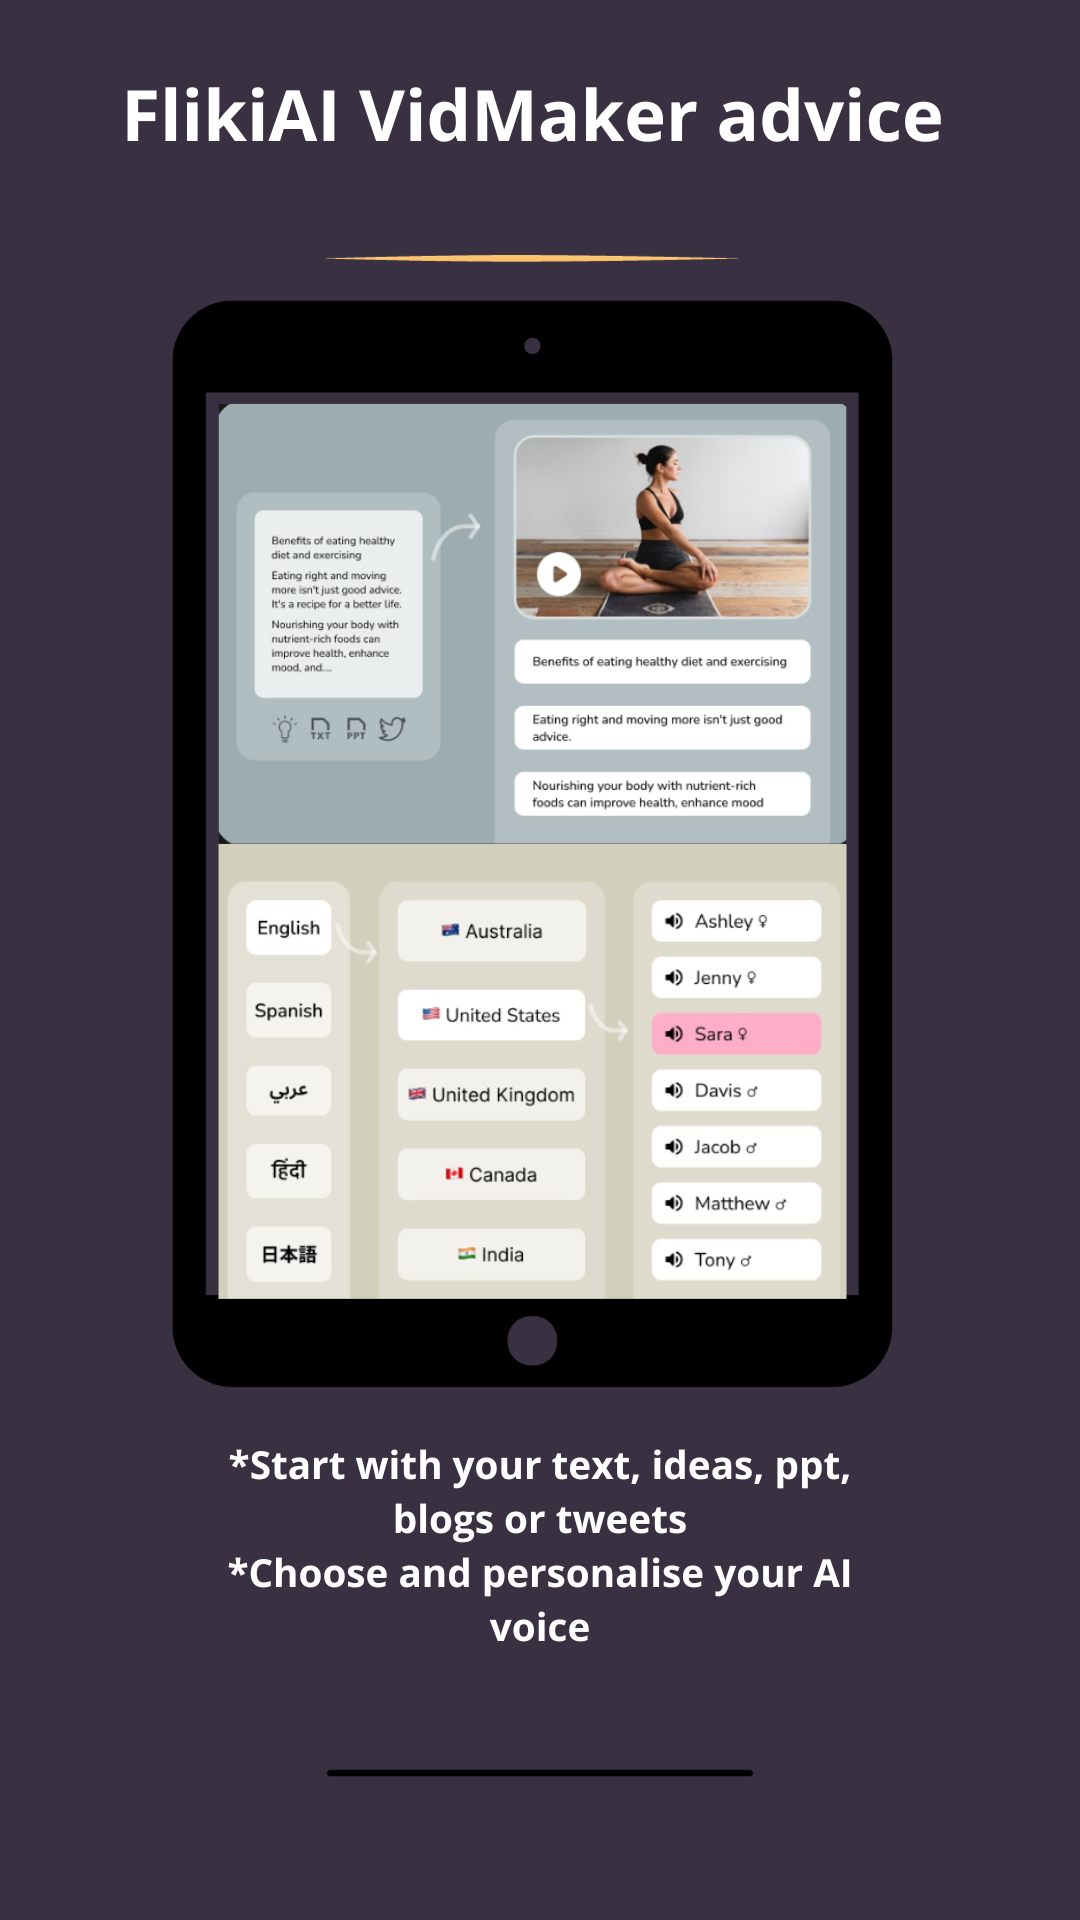 FlikiAI VidMaker advice
Benefits of eating healthy
diet and exercising
Eating right and moving
more isn't just good advice.
It's a recipe for a better life.
Nourishing your body with
nutrient-rich foods can
improve health, enhance
mood, and....
TXT
PPT
Benefits of eating healthy diet and exercising
Eating right and moving more isn't just good
advice.
Nourishing your body with nutrient-rich
foods can improve health, enhance mood
English
Spanish
عربي
हिंदी
日本語
Australia
United States
United Kingdom
Canada
India
Ashley ♀
Jenny ♀
Sara ♀
Davis ♂
Jacob ♂
Matthew ♂
Tony ♂
*Start with your text, ideas, ppt,
blogs or tweets
*Choose and personalise your AI
voice